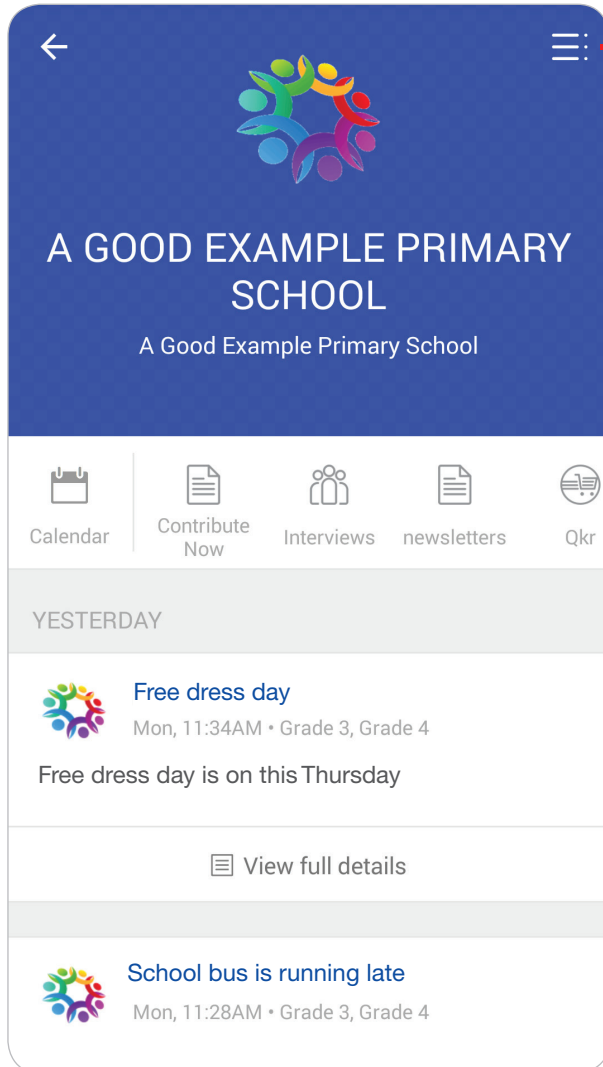 A GOOD EXAMPLE PRIMARY
SCHOOL
A Good Example Primary School
Calendar
Contribute
Now
Interviews
newsletters
Qkr
YESTERDAY
Free dress day
Mon, 11:34AM • Grade 3, Grade 4
Free dress day is on this Thursday
View full details
School bus is running late
Mon, 11:28AM • Grade 3, Grade 4